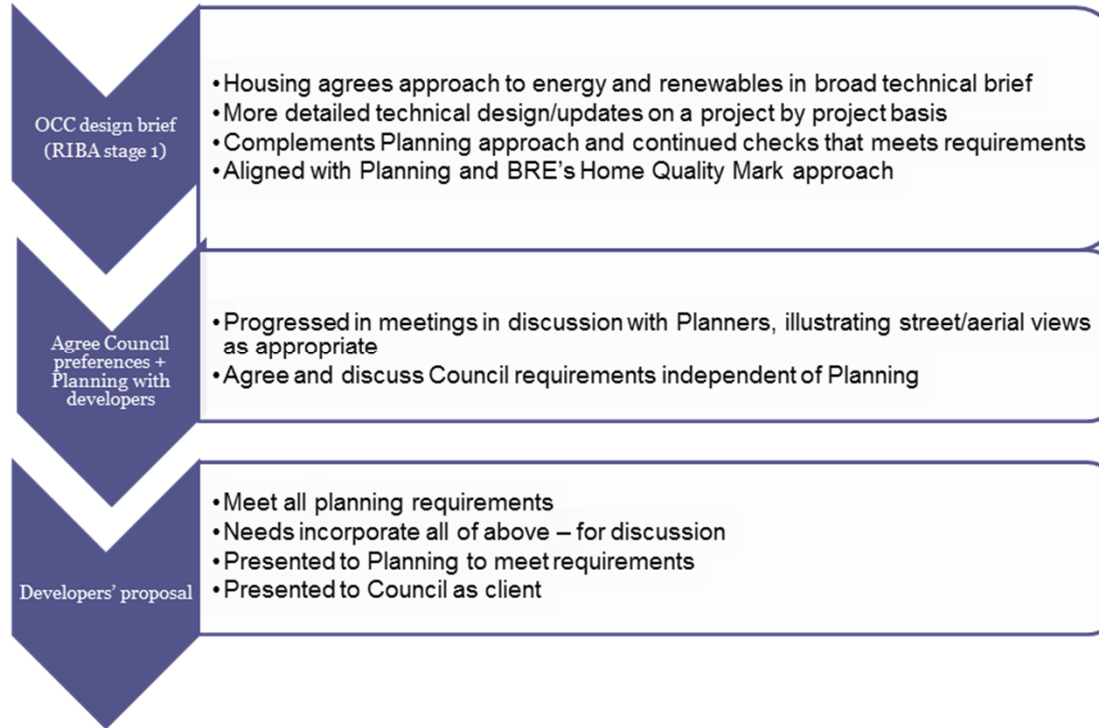 OCC design brief
(RIBA stage 1)
•Housing agrees approach to energy and renewables in broad technical brief
•More detailed technical design/updates on a project by project basis
•Complements Planning approach and continued checks that meets requirements
•Aligned with Planning and BRE's Home Quality Mark approach
Agree Council
preferences +
Planning with
developers
•Progressed in meetings in discussion with Planners, illustrating street/aerial views
as appropriate
•Agree and discuss Council requirements independent of Planning
Developers' proposal
•Meet all planning requirements
•Needs incorporate all of above – for discussion
•Presented to Planning to meet requirements
•Presented to Council as client